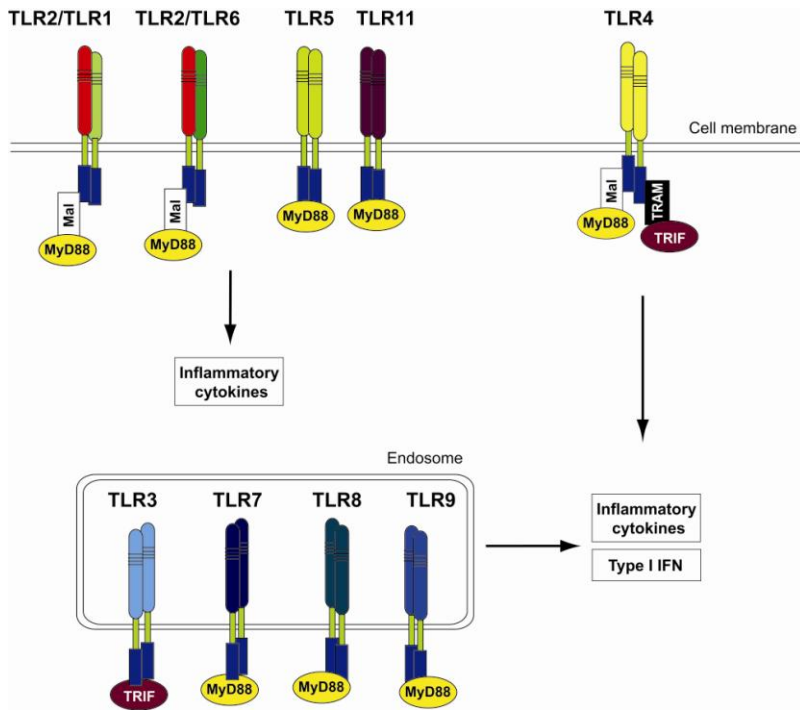 TLR2/TLR1
TLR2/TLR6
TLR5
TLR11
TLR4
Cell membrane
Mal
MyD88
Mal
MyD88
MyD88
MyD88
Mal
MyD88
TRAM
TRIF
Inflammatory
cytokines
Endosome
TLR3
TLR7
TLR8
TLR9
Inflammatory
cytokines
Type I IFN
TRIF
MyD88
MyD88
MyD88